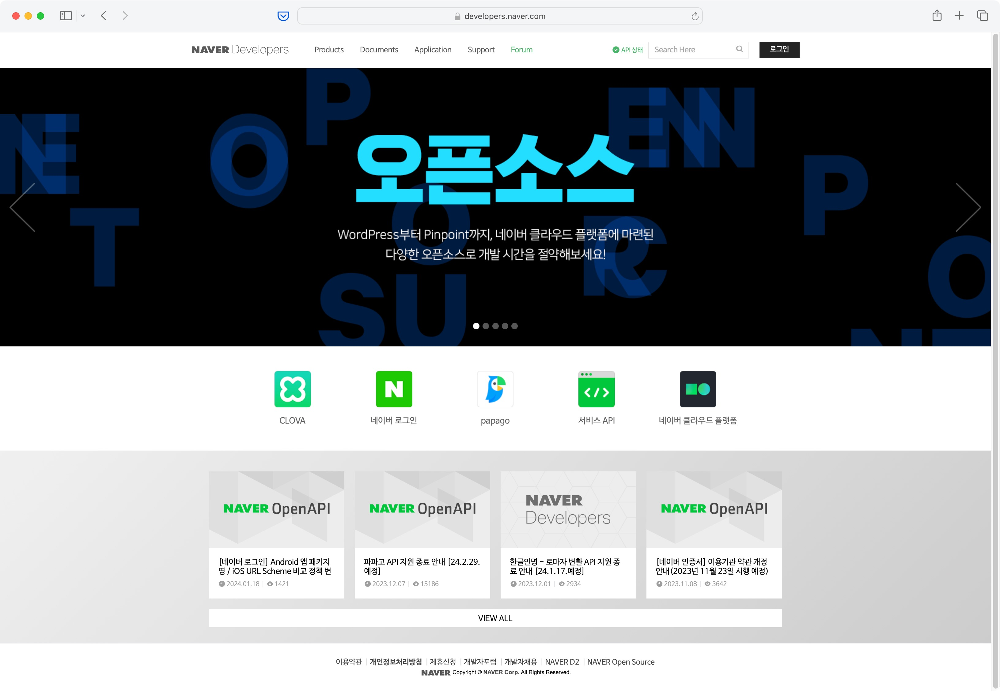 developers.naver.com
NAVER Developers Products Documents Application Support Forum API 상태 Search Here 로그인
P
EN N
N E
O
오픈소스
P
T
O
R C
WordPress부터 Pinpoint까지, 네이버 클라우드 플랫폼에 마련된
다양한 오픈소스로 개발 시간을 절약해보세요!
O
S U
N T
N
CLOVA 네이버 로그인 papago 서비스 API 네이버 클라우드 플랫폼
NAVER OpenAPI
[네이버 로그인] Android 앱 패키지
명 / iOS URL Scheme 비교 정책 변
2024.01.18 1421
NAVER OpenAPI
파파고 API 지원 종료 안내 [24.2.29.
예정]
2023.12.07 15186
NAVER
Developers
한글인명 - 로마자 변환 API 지원 종
료 안내 [24.1.17.예정]
2023.12.01 2934
NAVER OpenAPI
[네이버 인증서] 이용기관 약관 개정
안내(2023년 11월 23일 시행 예정)
2023.11.08 3642
VIEW ALL
이용약관 개인정보처리방침 제휴신청 개발자포럼 개발자채용 NAVER D2 NAVER Open Source
NAVER Copyright © NAVER Corp. All Rights Reserved.